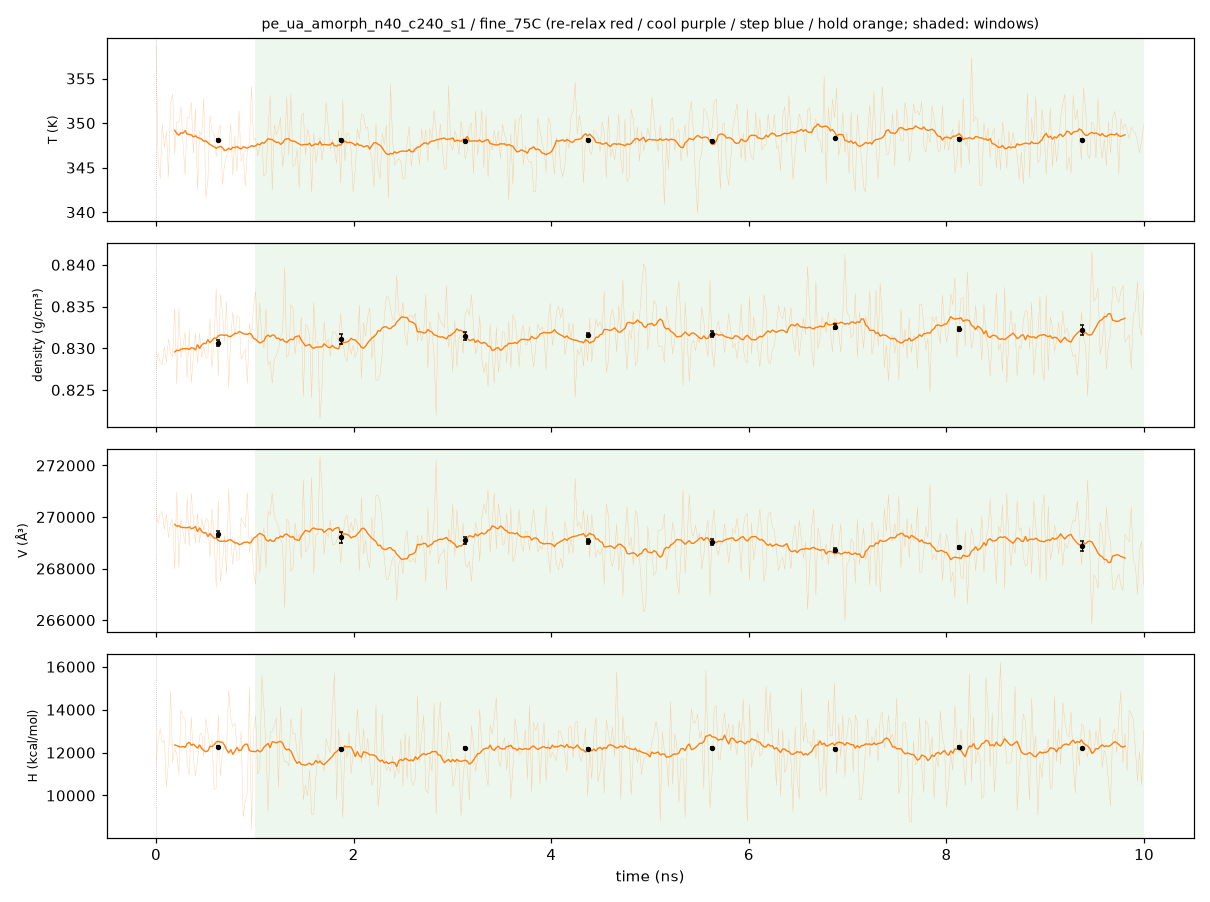 pe_ua_amorph_n40_c240_s1 / fine_75C (re-relax red / cool purple / step blue / hold orange; shaded: windows)
355
350
345
340
T (K)
0.840
0.835
0.830
0.825
density (g/cm³)
272000
270000
268000
266000
V (Å³)
16000
14000
12000
10000
H (kcal/mol)
0 2 4 6 8 10
time (ns)